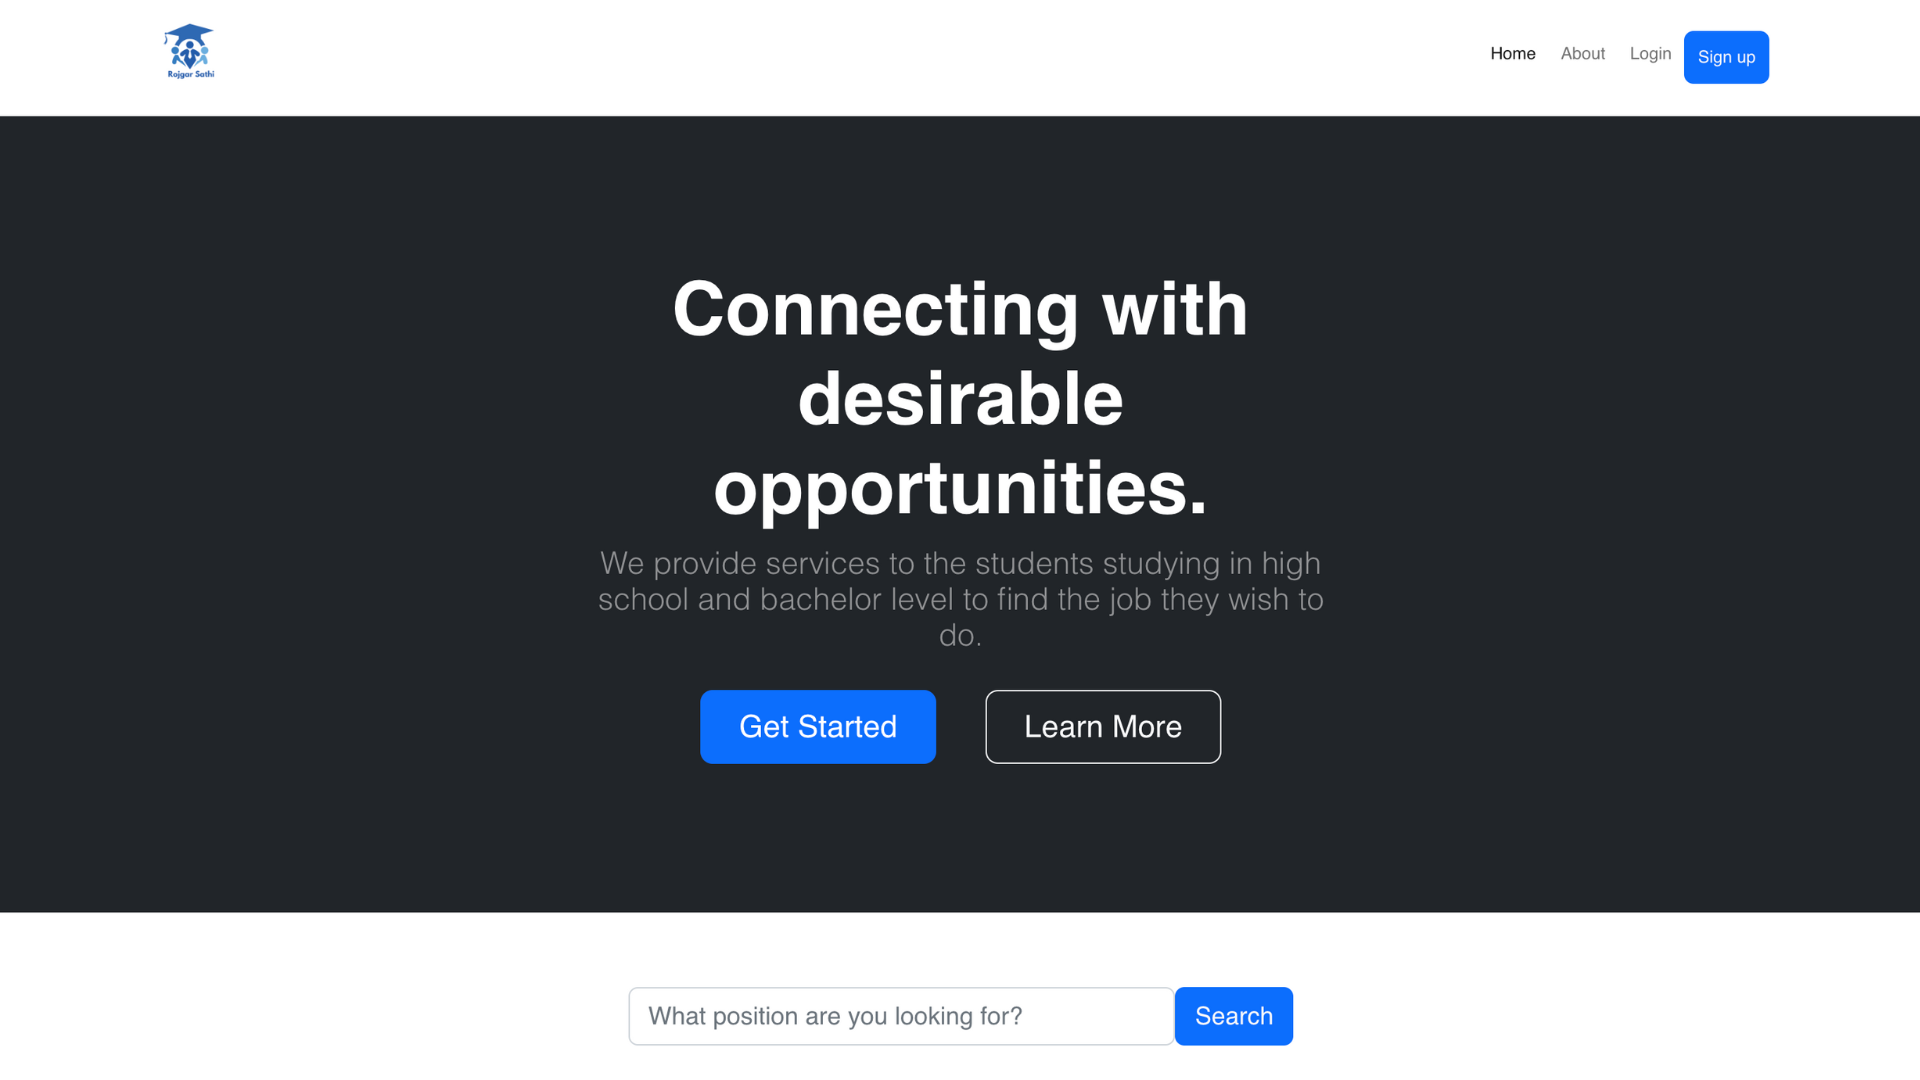 Rojgar Sathi
Home
About
Login
Sign up
Connecting with
desirable
opportunities.
We provide services to the students studying in high
school and bachelor level to find the job they wish to
do.
Get Started
Learn More
What position are you looking for?
Search